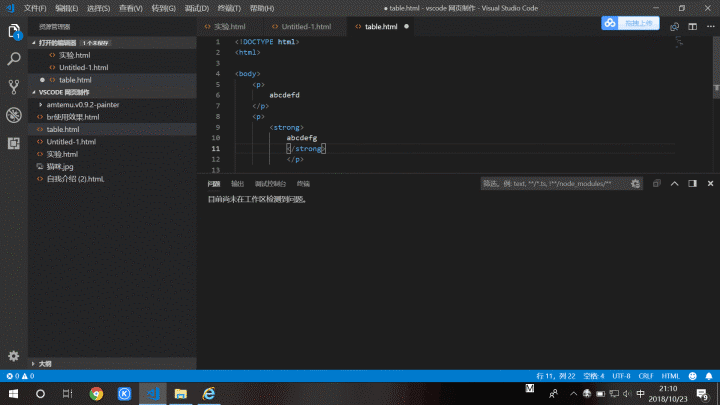 文件(F) 编辑(E) 选择(S) 查看(V) 转到(G) 调试(D) 终端(T) 帮助(H) ● table.html - vscode 网页制作 - Visual Studio Code
资源管理器
打开的编辑器 1 个未保存
实验.html
Untitled-1.html
table.html
VSCODE 网页制作
amtemu.v0.9.2-painter
br使用效果.html
table.html
Untitled-1.html
实验.html
猫咪.jpg
自我介绍 (2).html
大纲
实验.html Untitled-1.html table.html
拖拽上传
1 <!DOCTYPE html>
2 <html>
3
4 <body>
5 <p>
6 abcdefd
7 </p>
8 <p>
9 <strong>
10 abcdefg
11 </strong>
12 </p>
13
问题 输出 调试控制台 终端 筛选。例: text, **/*.ts, !**/node_modules/**
目前尚未在工作区检测到问题。
0 0 行 11，列 22 空格: 4 UTF-8 CRLF HTML
1
M
中
21:10
2018/10/23
9